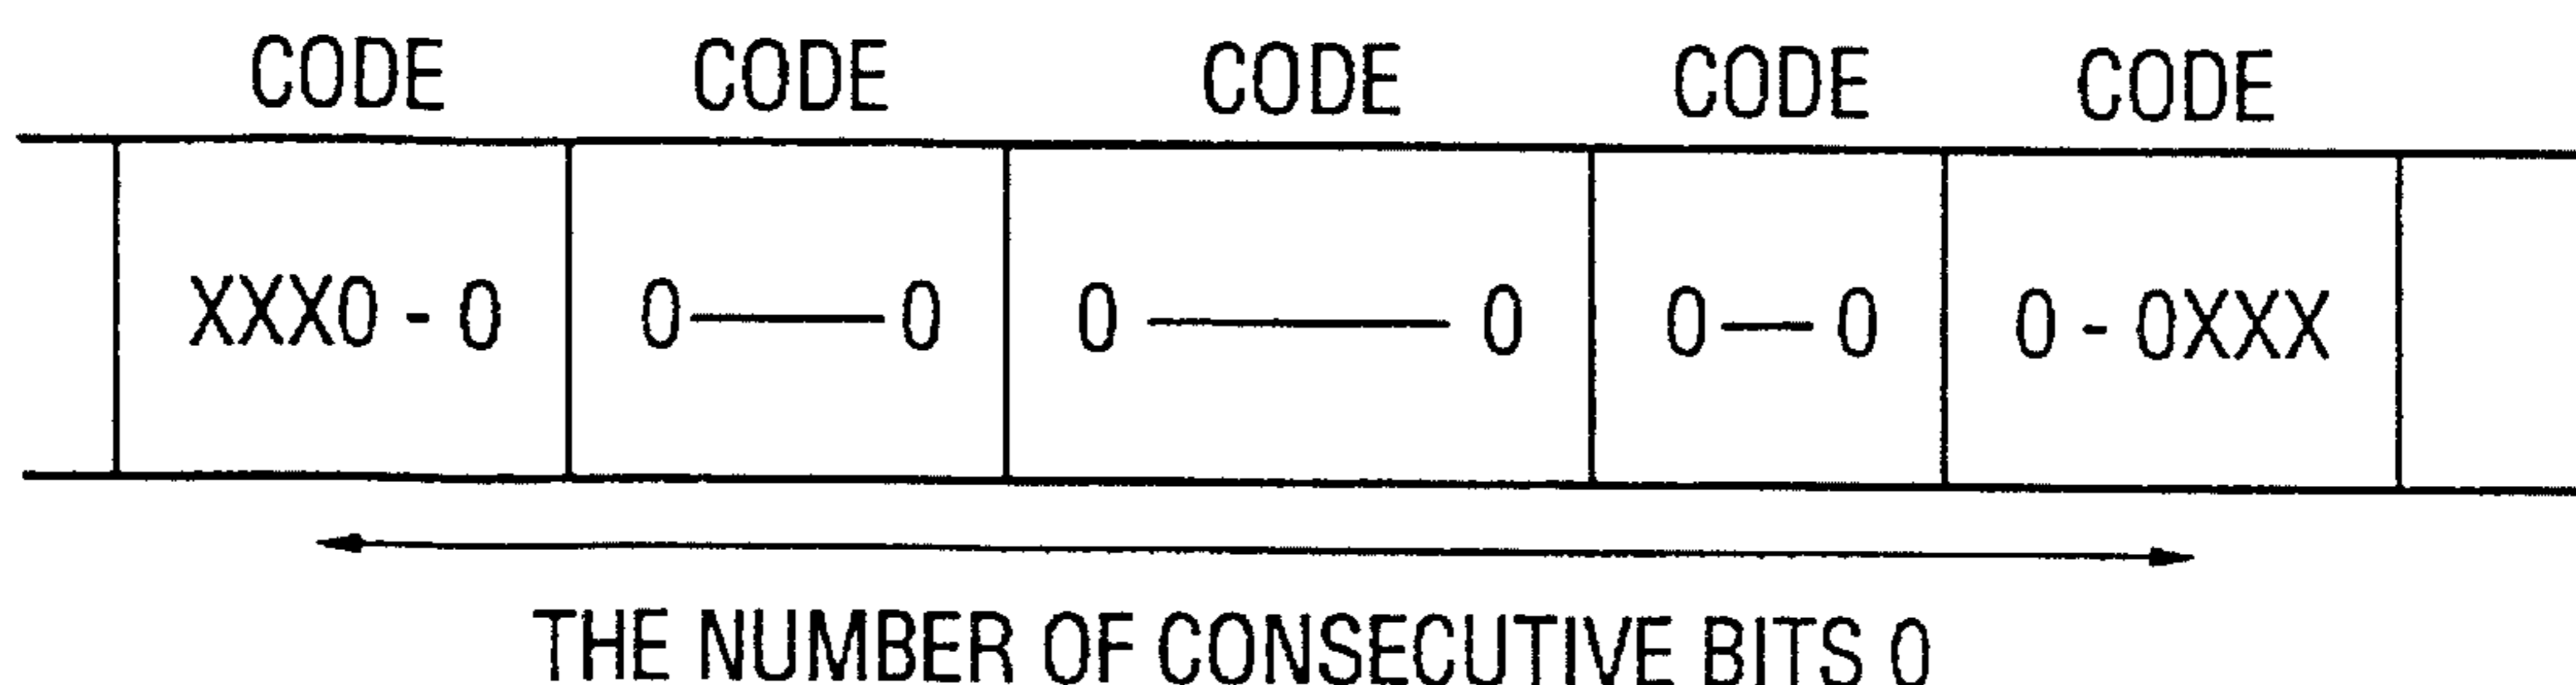 CODE CODE CODE CODE CODE
XXX0 - 0 0——0 0 ——— 0 0—0 0 - 0XXX
THE NUMBER OF CONSECUTIVE BITS 0